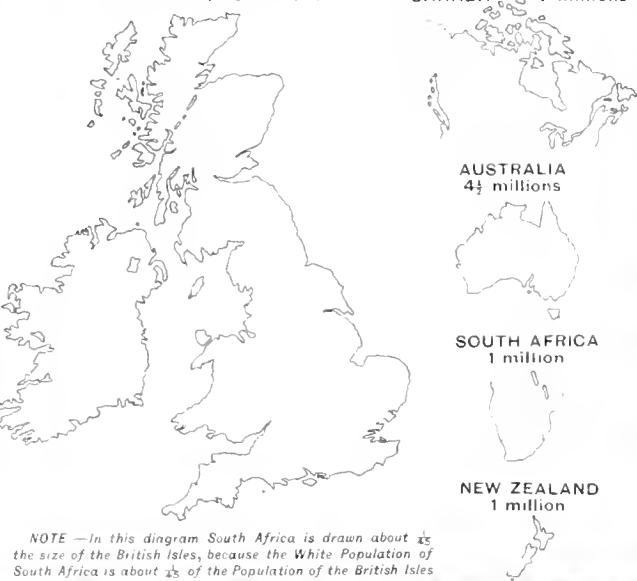 AUSTRALIA
4½ millions
SOUTH AFRICA
1 million
NEW ZEALAND
1 million
NOTE —In this diagram South Africa is drawn about 1/45
the size of the British Isles, because the White Population of
South Africa is about 1/45 of the Population of the British Isles